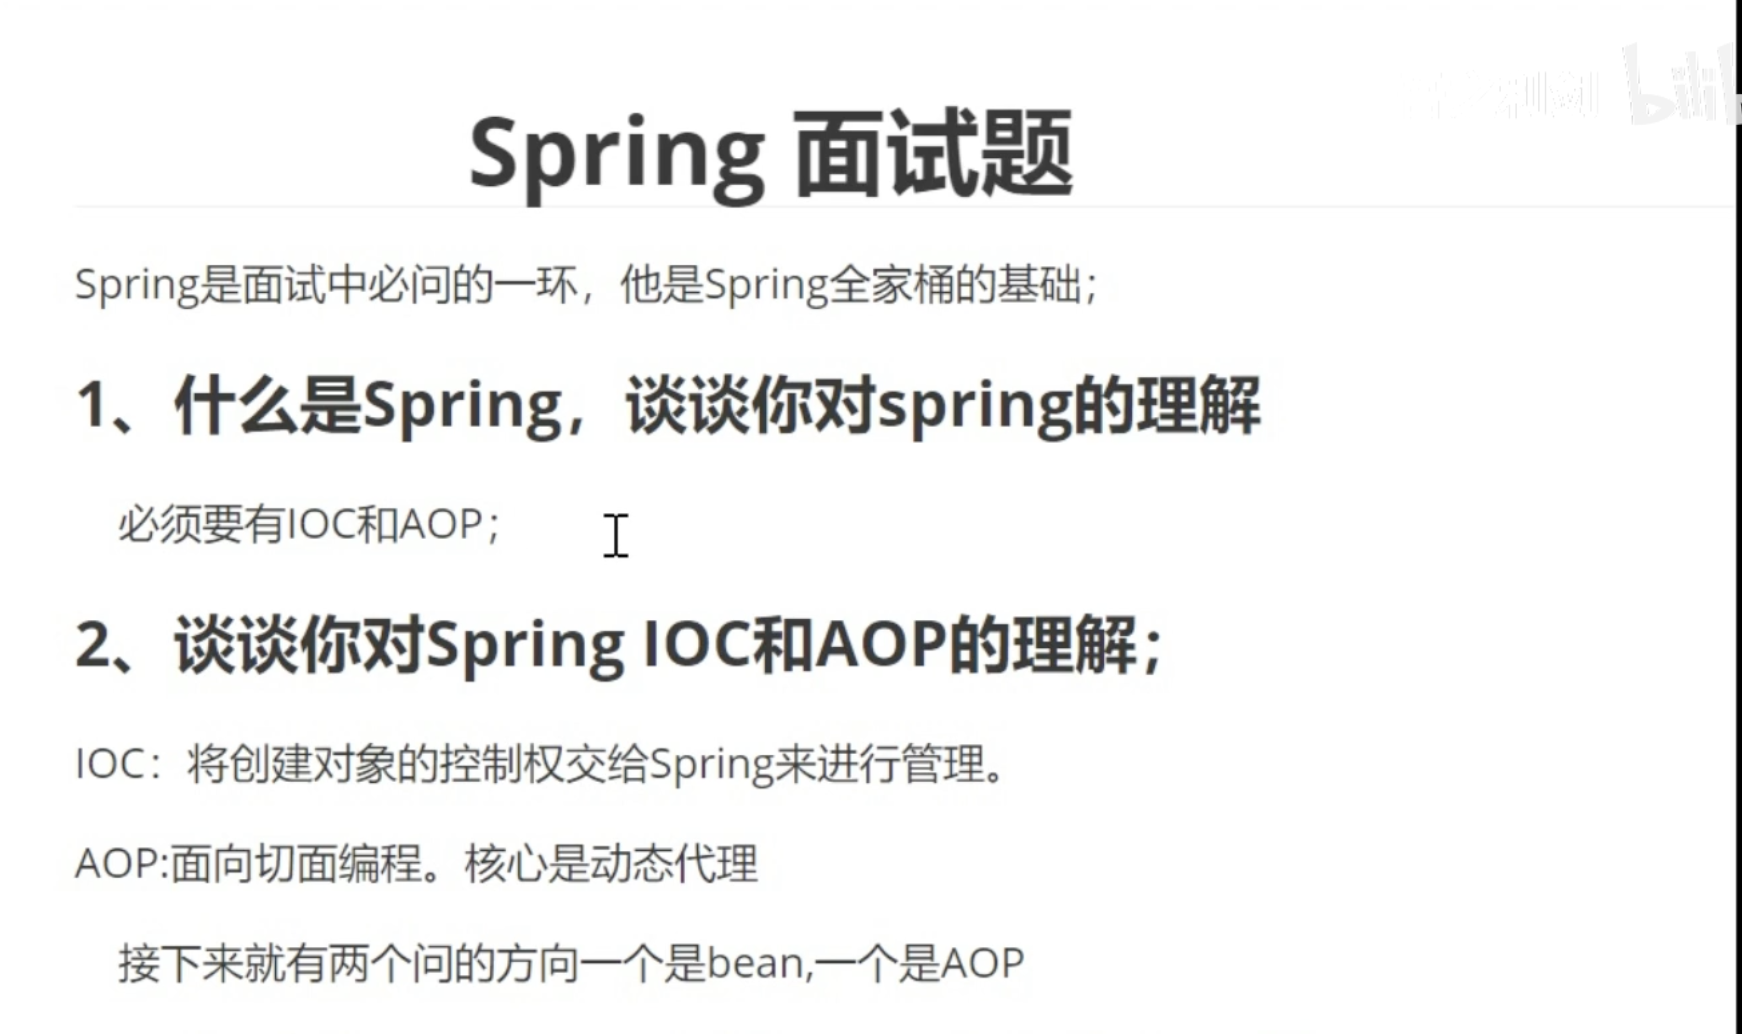 Spring 面试题
Spring是面试中必问的一环，他是Spring全家桶的基础；
1、什么是Spring，谈谈你对spring的理解
必须要有IOC和AOP；
2、谈谈你对Spring IOC和AOP的理解；
IOC：将创建对象的控制权交给Spring来进行管理。
AOP:面向切面编程。核心是动态代理
接下来就有两个问的方向一个是bean,一个是AOP